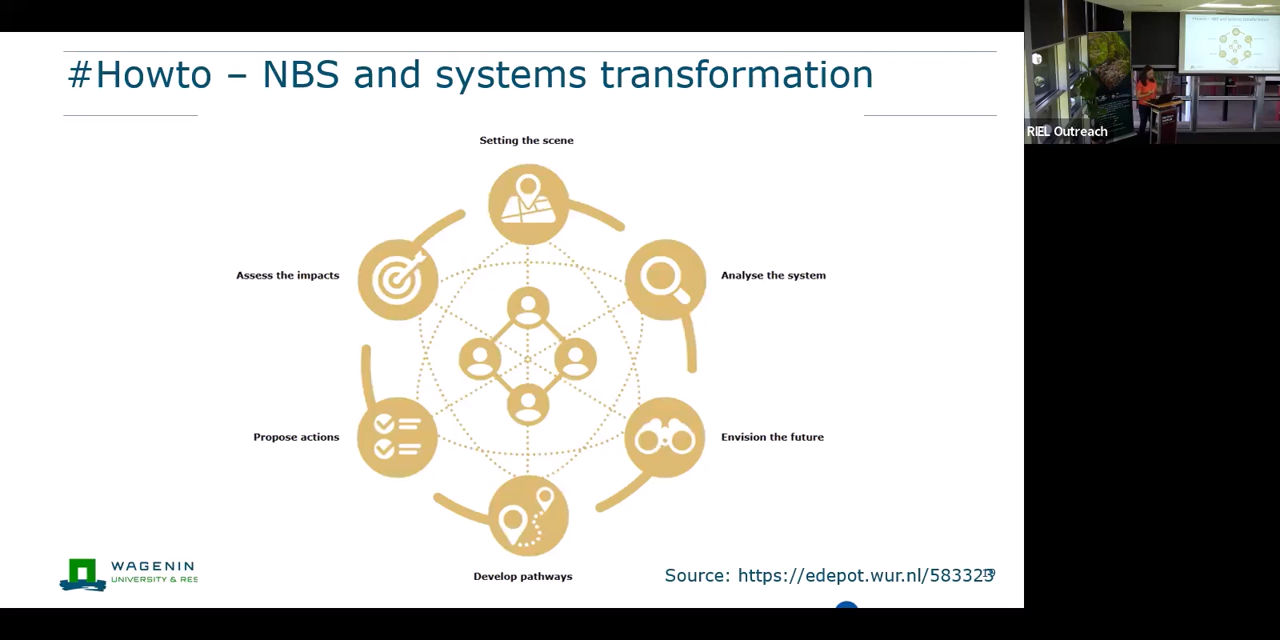 #Howto – NBS and systems transformation
Setting the scene
Assess the impacts
Analyse the system
Propose actions
Envision the future
Develop pathways
WAGENIN
UNIVERSITY & RES
Source: https://edepot.wur.nl/583323
19
RIEL Outreach